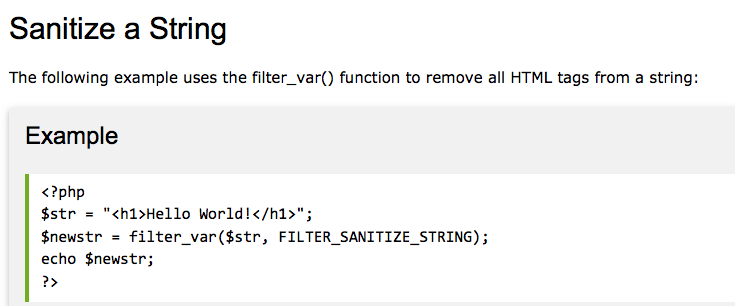 Sanitize a String
The following example uses the filter_var() function to remove all HTML tags from a string:
Example
<?php
$str = "<h1>Hello World!</h1>";
$newstr = filter_var($str, FILTER_SANITIZE_STRING);
echo $newstr;
?>